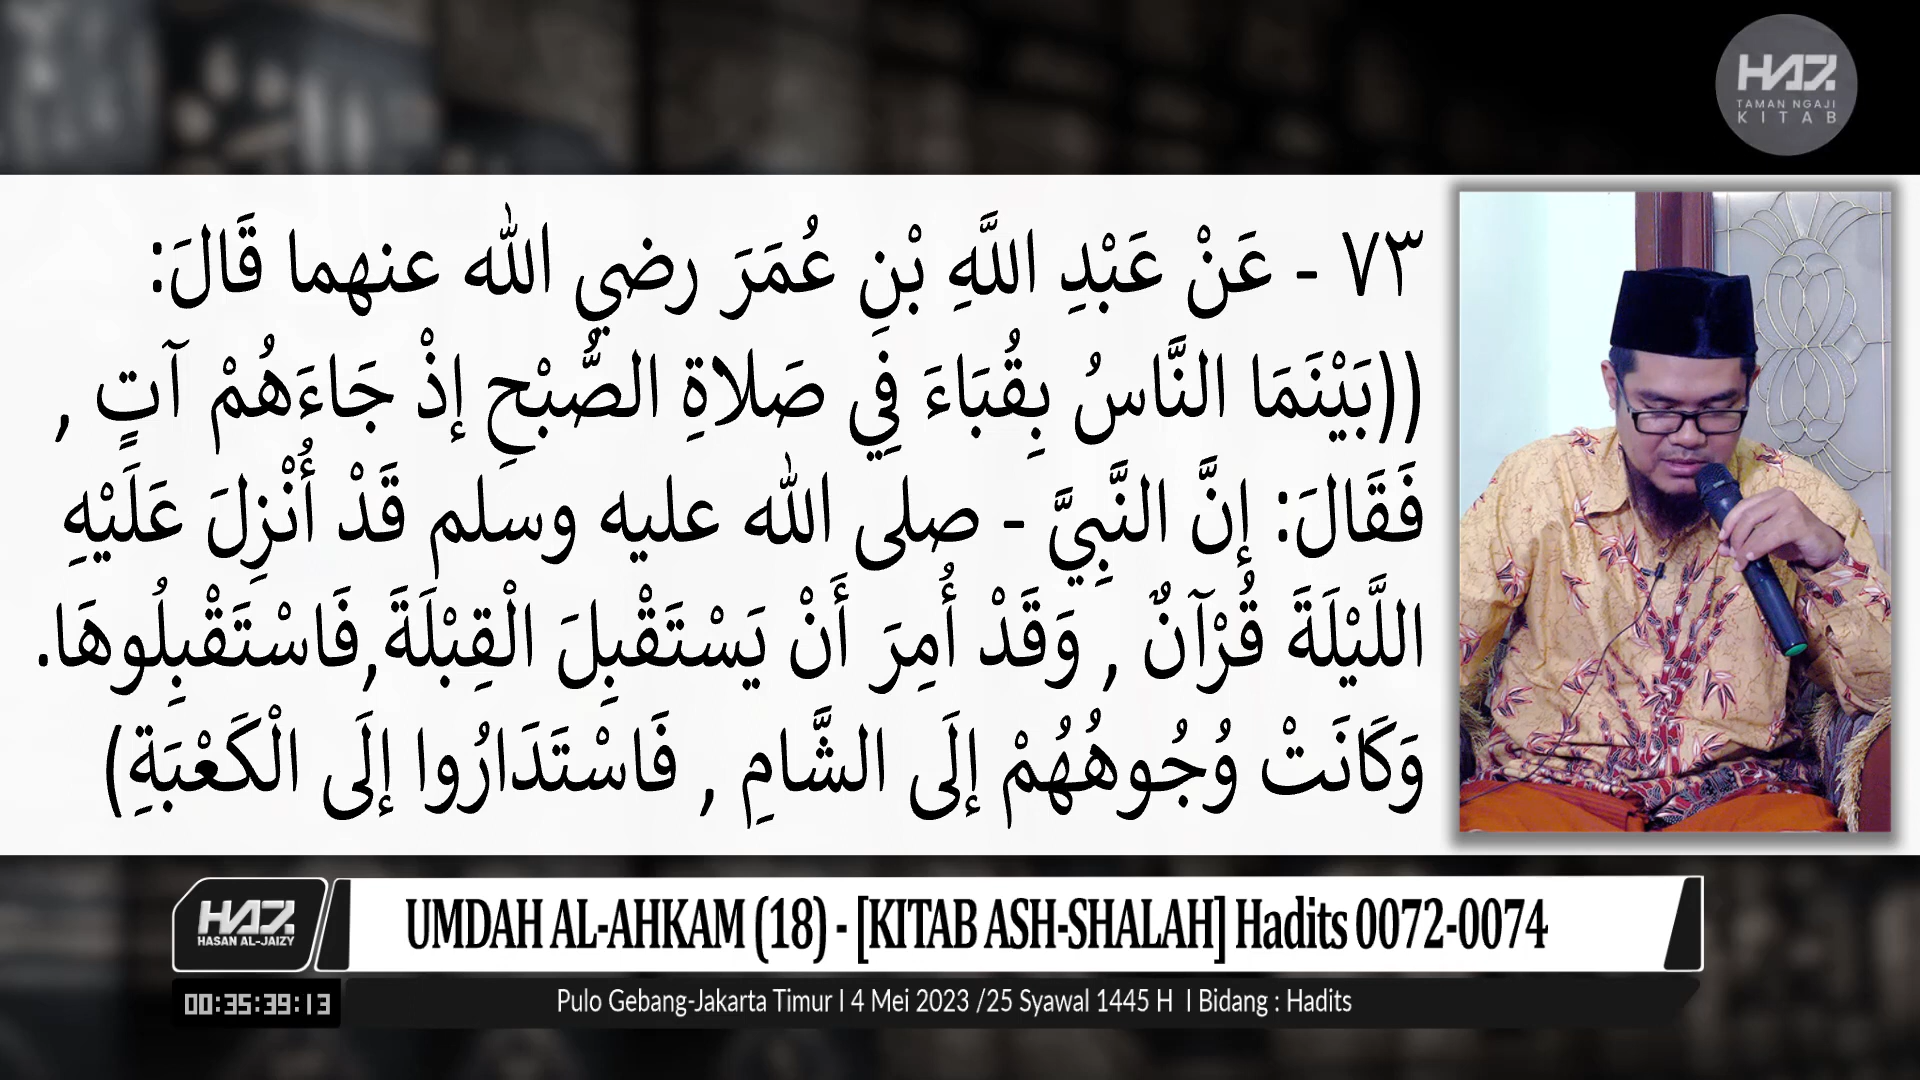 HAZ
TAMAN NGAJI
KITAB
٧٣ - عَنْ عَبْدِ اللَّهِ بْنِ عُمَرَ رضي الله عنهما قَالَ:
((بَيْنَمَا النَّاسُ بِقُبَاءَ فِي صَلاةِ الصُّبْحِ إذْ جَاءَهُمْ آتٍ ,
فَقَالَ: إنَّ النَّبِيَّ - صلى الله عليه وسلم قَدْ أُنْزِلَ عَلَيْهِ
اللَّيْلَةَ قُرْآنٌ , وَقَدْ أُمِرَ أَنْ يَسْتَقْبِلَ الْقِبْلَةَ,فَاسْتَقْبِلُوهَا.
وَكَانَتْ وُجُوهُهُمْ إلَى الشَّامِ , فَاسْتَدَارُوا إلَى الْكَعْبَةِ)
HAZ
HASAN AL-JAIZY
UMDAH AL-AHKAM (18) - [KITAB ASH-SHALAH] Hadits 0072-0074
00:35:39:13
Pulo Gebang-Jakarta Timur I 4 Mei 2023 /25 Syawal 1445 H I Bidang : Hadits